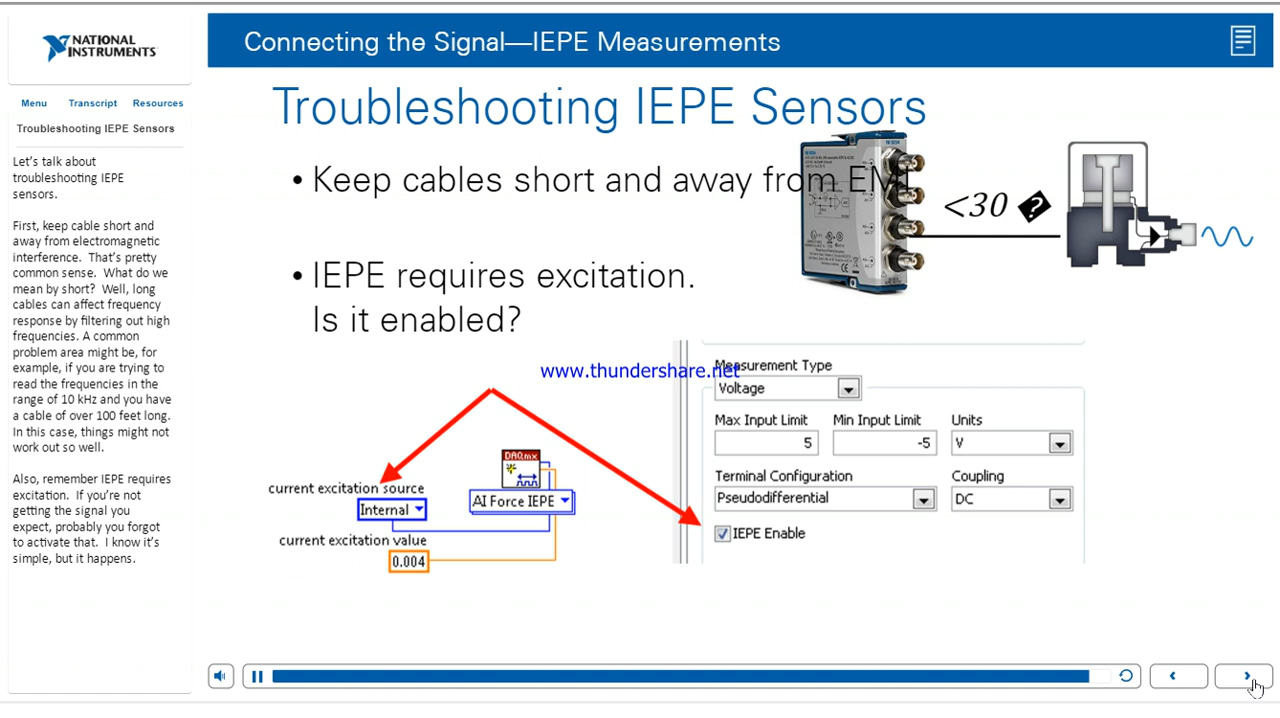 NATIONAL
INSTRUMENTS
Connecting the Signal—IEPE Measurements
Menu Transcript Resources
Troubleshooting IEPE Sensors
Let's talk about
troubleshooting IEPE
sensors.
First, keep cable short and
away from electromagnetic
interference. That's pretty
common sense. What do we
mean by short? Well, long
cables can affect frequency
response by filtering out high
frequencies. A common
problem area might be, for
example, if you are trying to
read the frequencies in the
range of 10 kHz and you have
a cable of over 100 feet long.
In this case, things might not
work out so well.
Also, remember IEPE requires
excitation. If you're not
getting the signal you
expect, probably you forgot
to activate that. I know it's
simple, but it happens.
Troubleshooting IEPE Sensors
• Keep cables short and away from EMI
<30 �
• IEPE requires excitation.
Is it enabled?
www.thundershare.net
Measurement Type
Voltage
Max Input Limit Min Input Limit Units
5 -5 V
Terminal Configuration Coupling
Pseudodifferential DC
IEPE Enable
DAQmx
current excitation source
Internal
AI Force IEPE
current excitation value
0.004